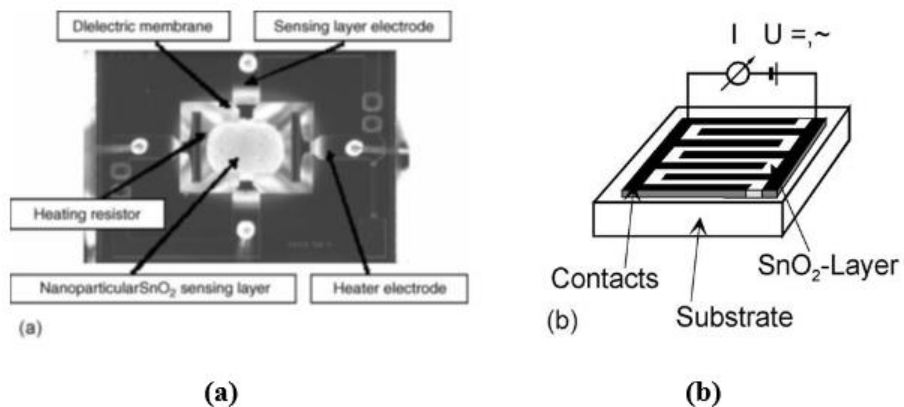 DIelectric membrane
Sensing layer electrode
Heating resistor
NanoparticularSnO₂ sensing layer
Heater electrode
(a)
I U =,~
Contacts
SnO₂-Layer
Substrate
(b)
(a)
(b)